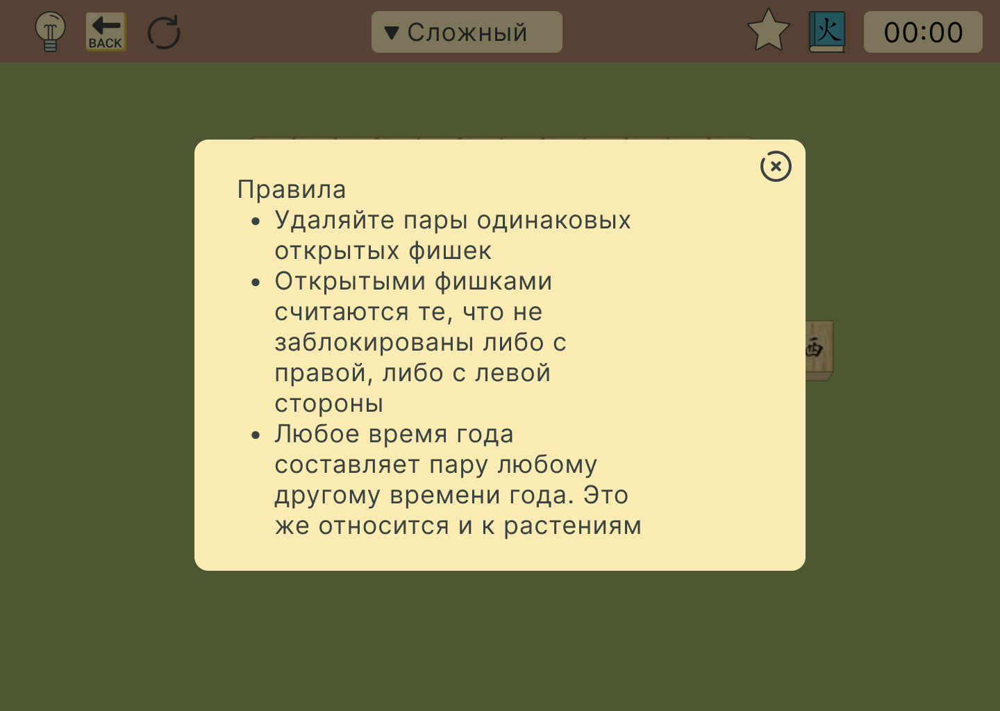 BACK
▼ Сложный
火
00:00
Правила
• Удаляйте пары одинаковых
открытых фишек
• Открытыми фишками
считаются те, что не
заблокированы либо с
правой, либо с левой
стороны
• Любое время года
составляет пару любому
другому времени года. Это
же относится и к растениям
西